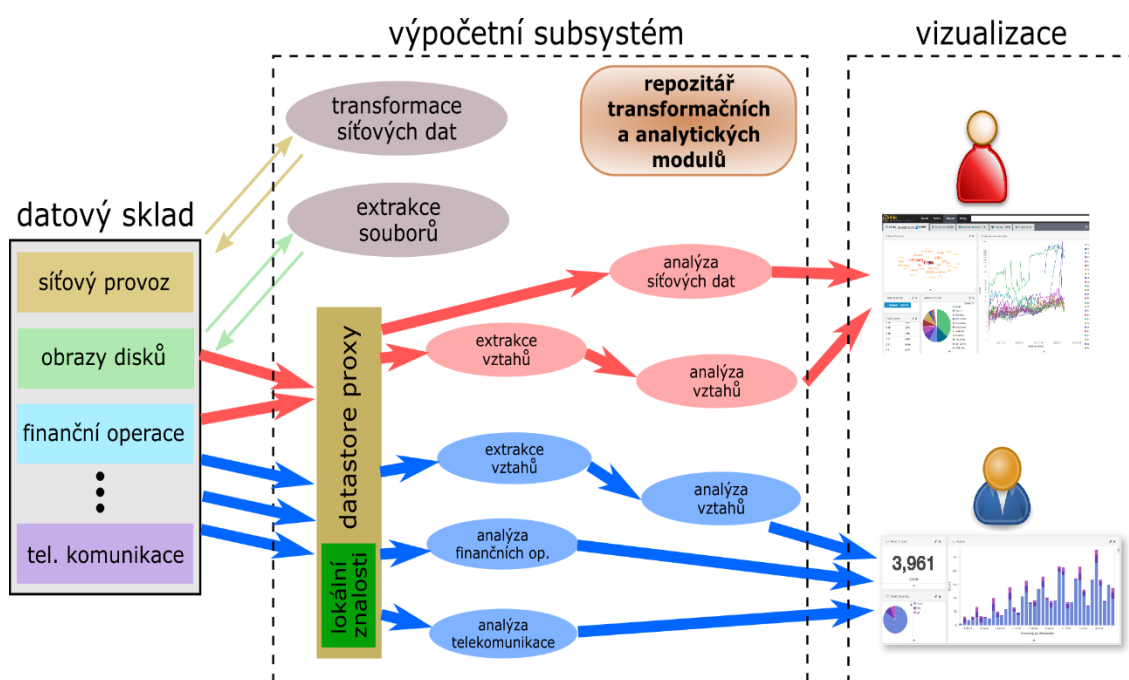 výpočetní subsystém
vizualizace
transformace
síťových dat
repozitář
transformačních
a analytických
modulů
datový sklad
extrakce
souborů
síťový provoz
analýza
síťových dat
obrazy disků
extrakce
vztahů
analýza
vztahů
finanční operace
datastore proxy
extrakce
vztahů
analýza
vztahů
tel. komunikace
lokální
znalosti
analýza
finančních op.
analýza
telekomunikace
3,961